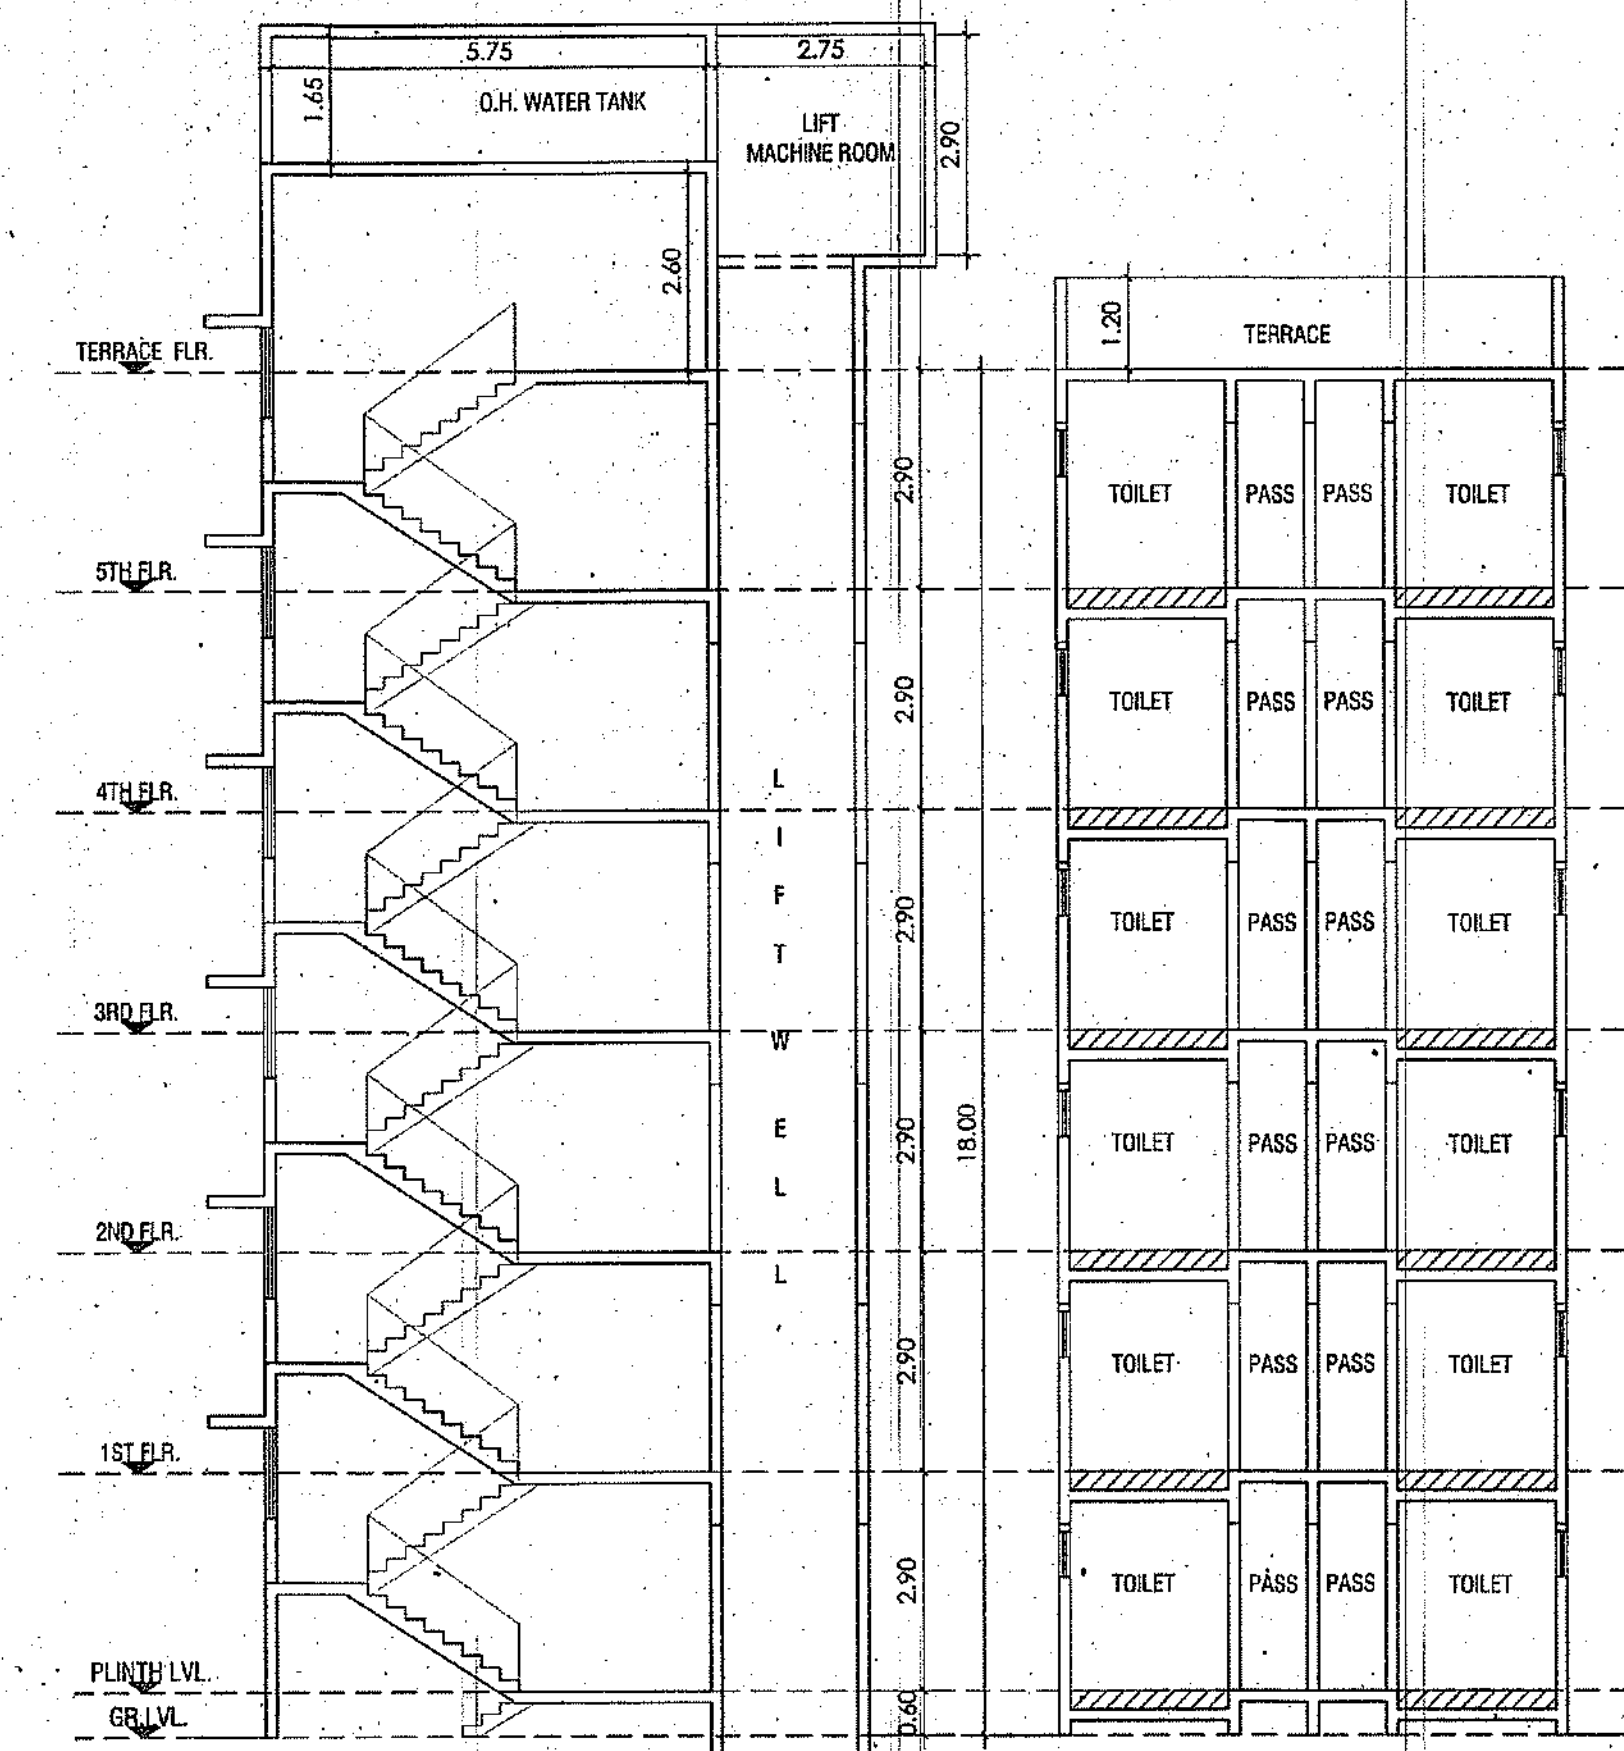 5.75
2.75
1.65
O.H. WATER TANK
LIFT
MACHINE ROOM
2.90
2.60
TERRACE FLR.
1.20
TERRACE
2.90
TOILET PASS PASS TOILET
5TH FLR.
2.90
TOILET PASS PASS TOILET
4TH FLR.
2.90
TOILET PASS PASS TOILET
3RD FLR.
LIFT WELL
2.90
18.00
TOILET PASS PASS TOILET
2ND FLR.
2.90
TOILET PASS PASS TOILET
1ST FLR.
2.90
TOILET PASS PASS TOILET
PLINTH LVL.
GR.LVL.
0.60